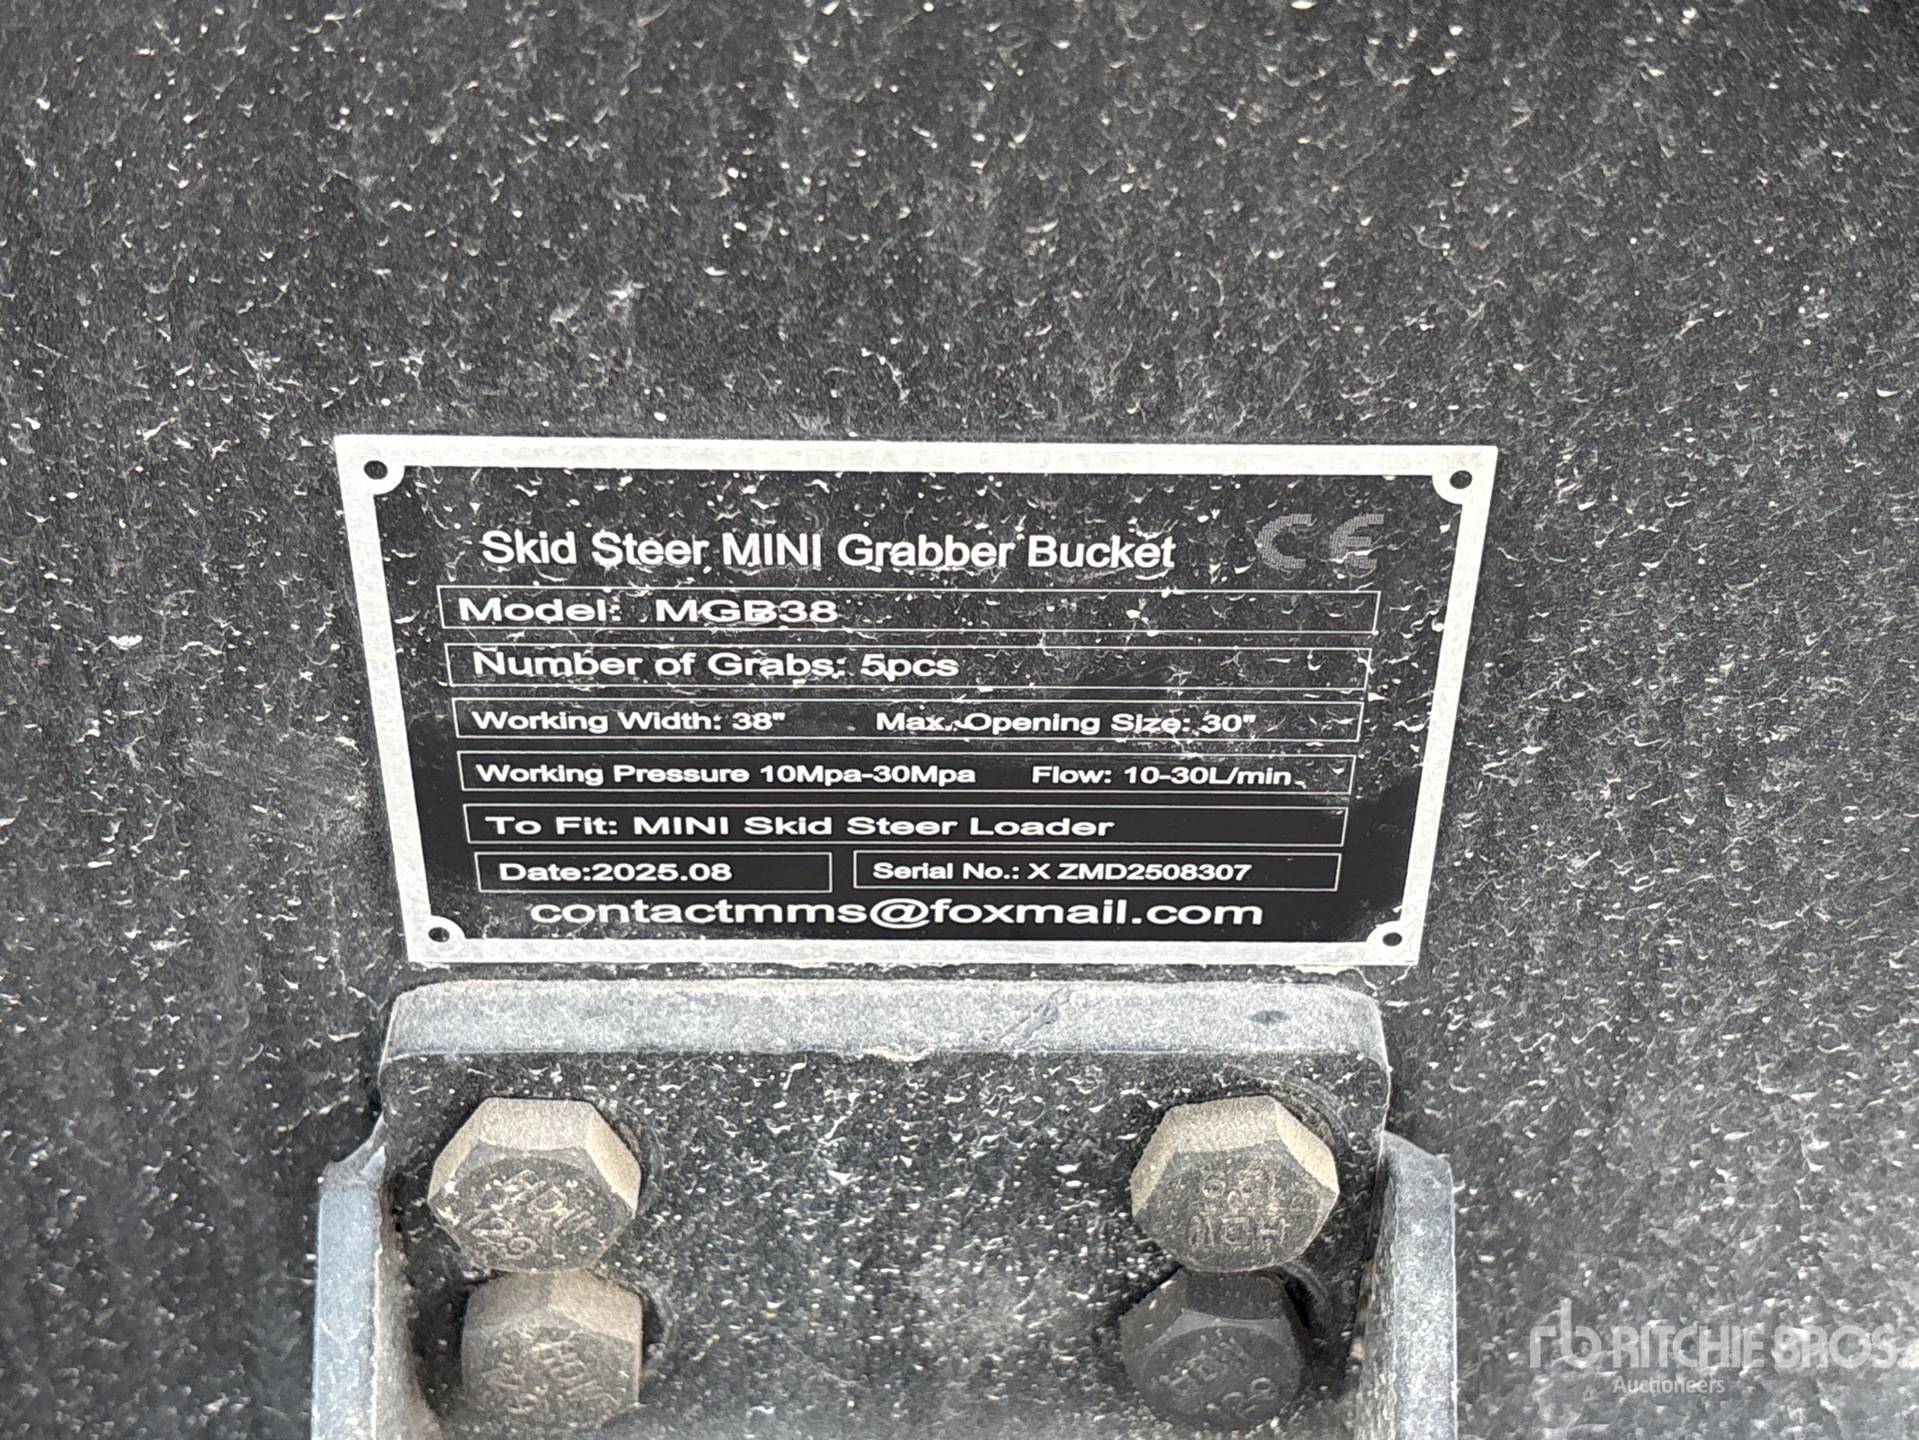 Skid Steer MINI Grabber Bucket CE
Model: MGB38
Number of Grabs: 5pcs
Working Width: 38" Max. Opening Size: 30"
Working Pressure 10Mpa-30Mpa Flow: 10-30L/min
To Fit: MINI Skid Steer Loader
Date:2025.08 Serial No.: X ZMD2508307
contactmms@foxmail.com
rb RITCHIE BROS.
Auctioneers